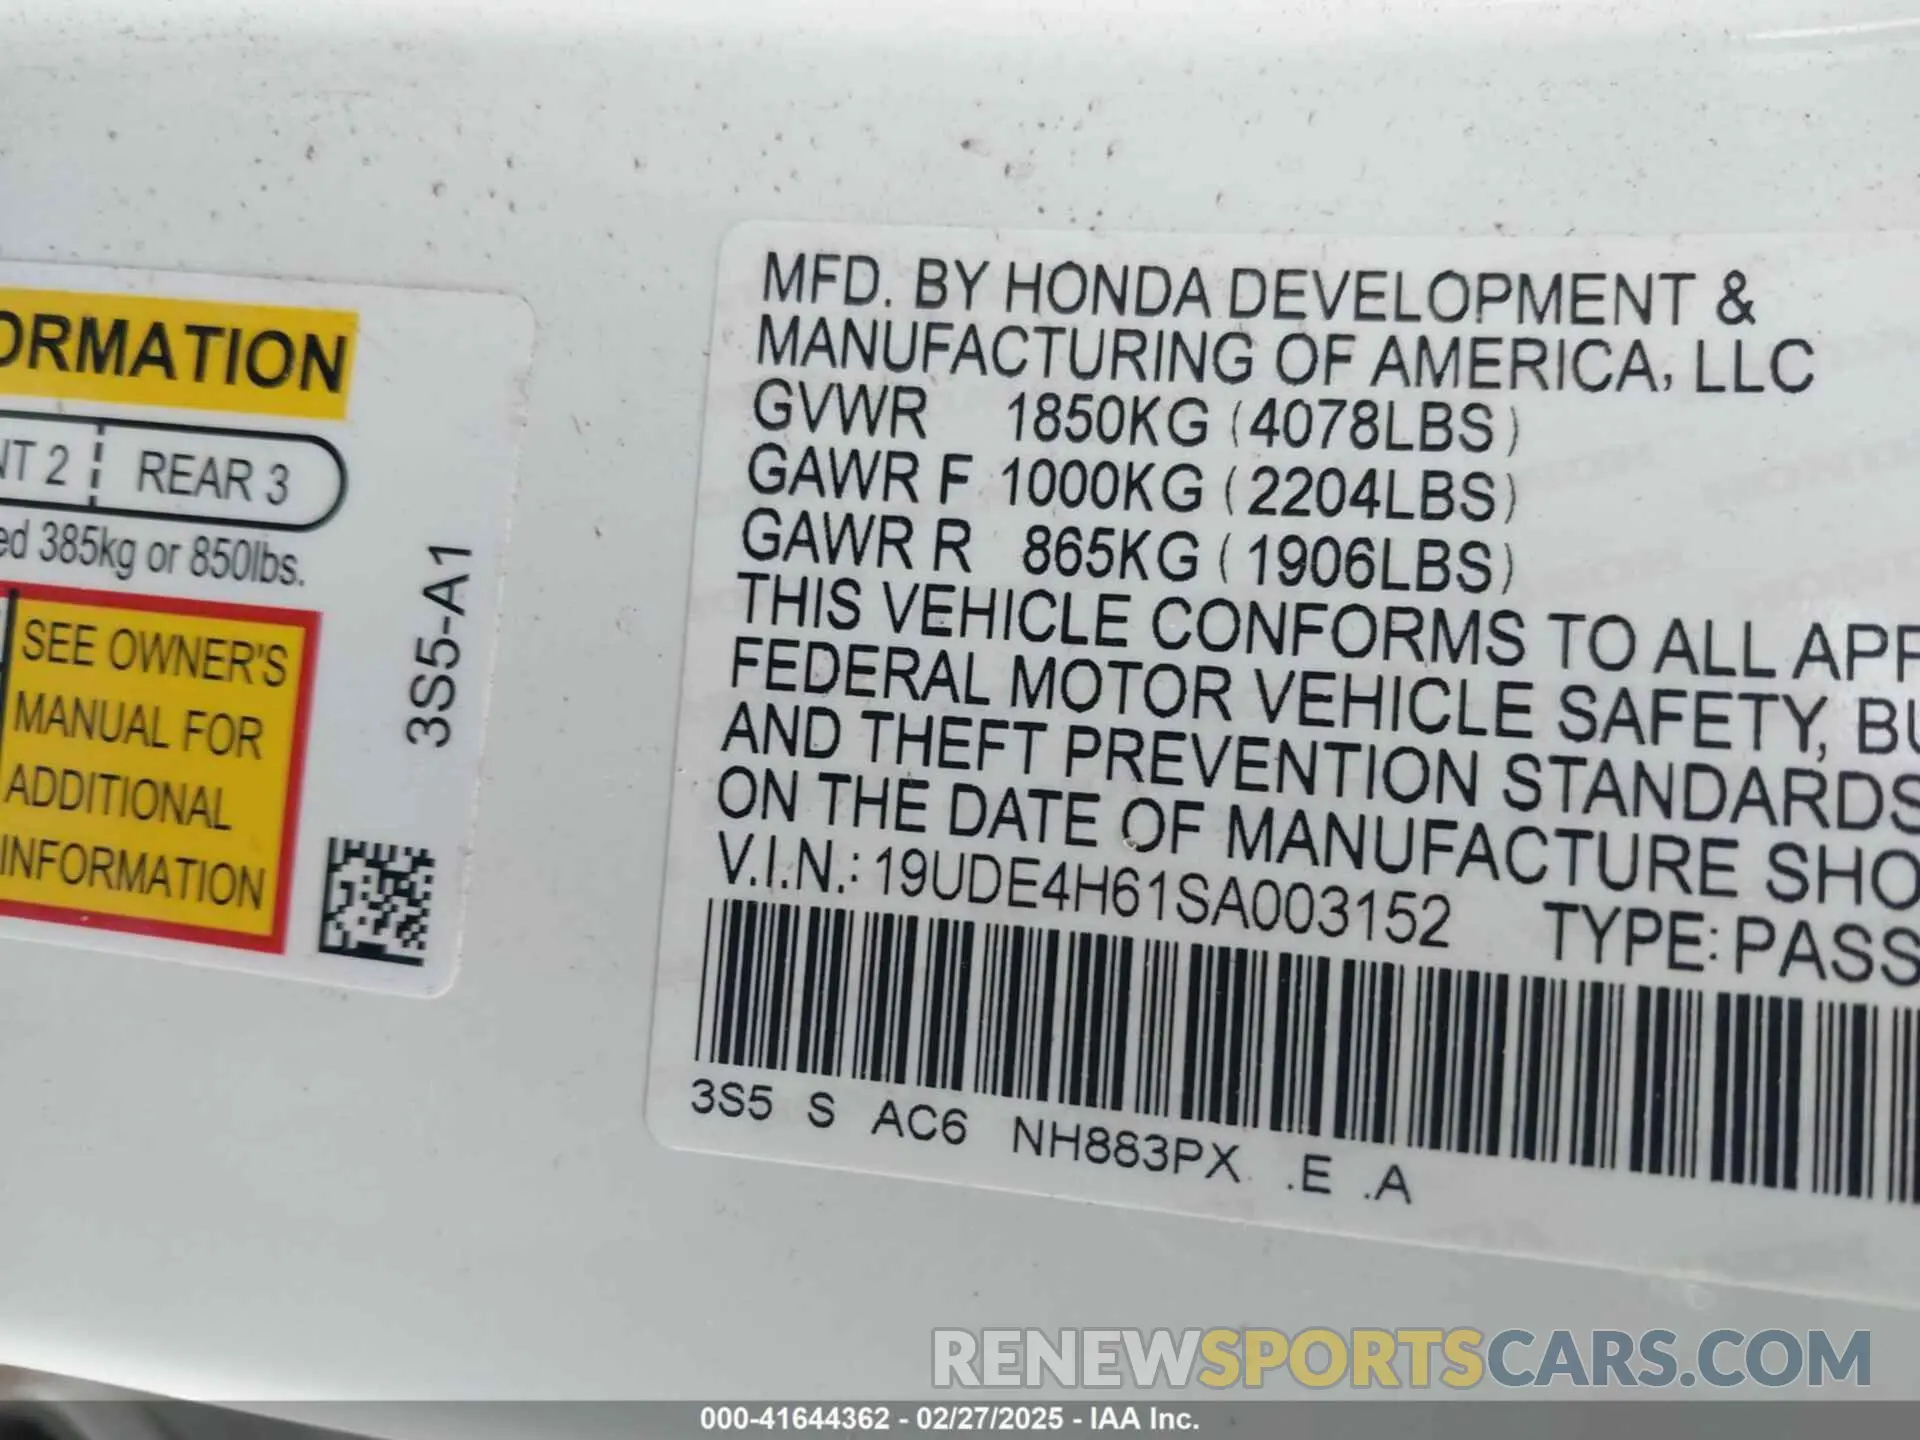 ORMATION
NT 2 REAR 3
ed 385kg or 850lbs.
SEE OWNER'S
MANUAL FOR
ADDITIONAL
INFORMATION
3S5-A1
MFD. BY HONDA DEVELOPMENT &
MANUFACTURING OF AMERICA, LLC
GVWR 1850KG (4078LBS)
GAWR F 1000KG (2204LBS)
GAWR R 865KG (1906LBS)
THIS VEHICLE CONFORMS TO ALL APP
FEDERAL MOTOR VEHICLE SAFETY, BU
AND THEFT PREVENTION STANDARDS
ON THE DATE OF MANUFACTURE SHO
V.I.N.: 19UDE4H61SA003152 TYPE: PASS
3S5 S AC6 NH883PX .E .A
RENEWSPORTSCARS.COM
000-41644362 - 02/27/2025 - IAA Inc.